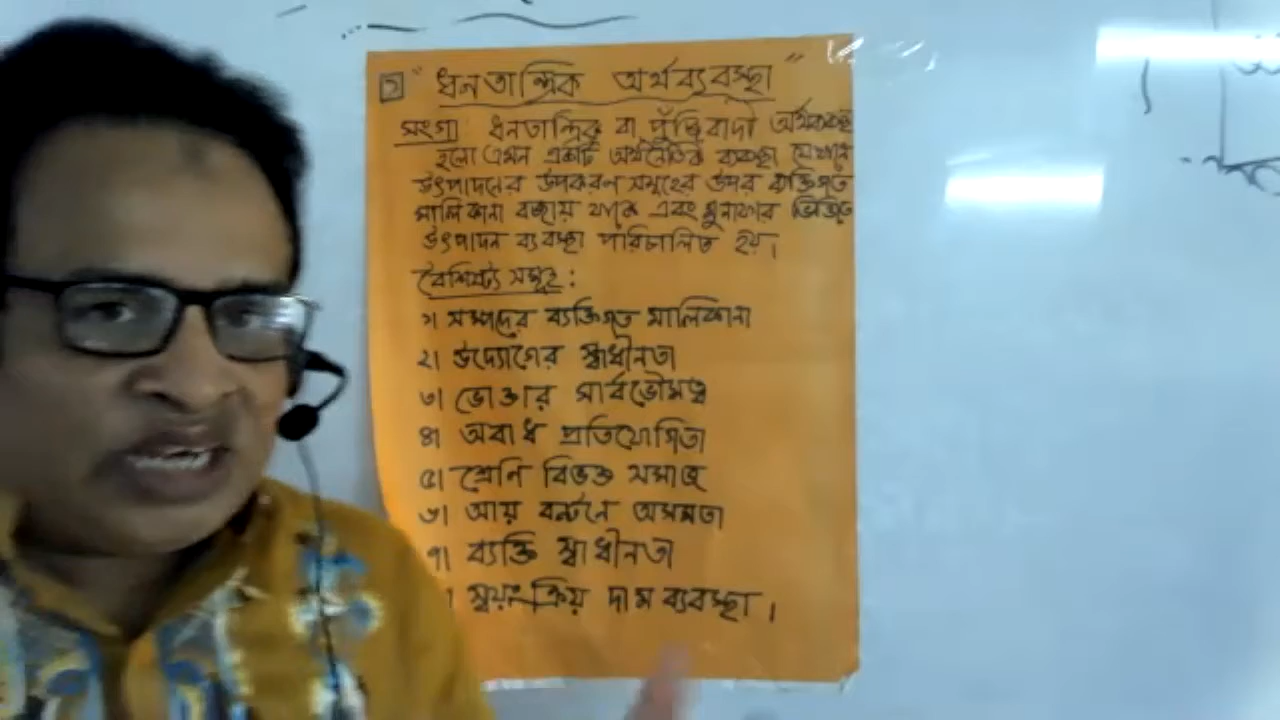 ১ "ধনতান্ত্রিক অর্থব্যবস্থা"
সংগা: ধনতান্ত্রিক বা পুঁজিবাদী অর্থব্যবস্থা
হলো এমন একটি অর্থনৈতিক ব্যবস্থা যেখানে
উৎপাদনের উপকরণ সমূহের উপর ব্যক্তিগত
মালিকানা বজায় থাকে এবং মুনাফার ভিত্তিতে
উৎপাদন ব্যবস্থা পরিচালিত হয়।
বৈশিষ্ট্য সমূহ:
১। সম্পদের ব্যক্তিগত মালিকানা
২। উদ্যোগের স্বাধীনতা
৩। ভোক্তার সার্বভৌমত্ব
৪। অবাধ প্রতিযোগিতা
৫। শ্রেণি বিভক্ত সমাজ
৬। আয় বন্টনে অসমতা
৭। ব্যক্তি স্বাধীনতা
। স্বয়ংক্রিয় দাম ব্যবস্থা।